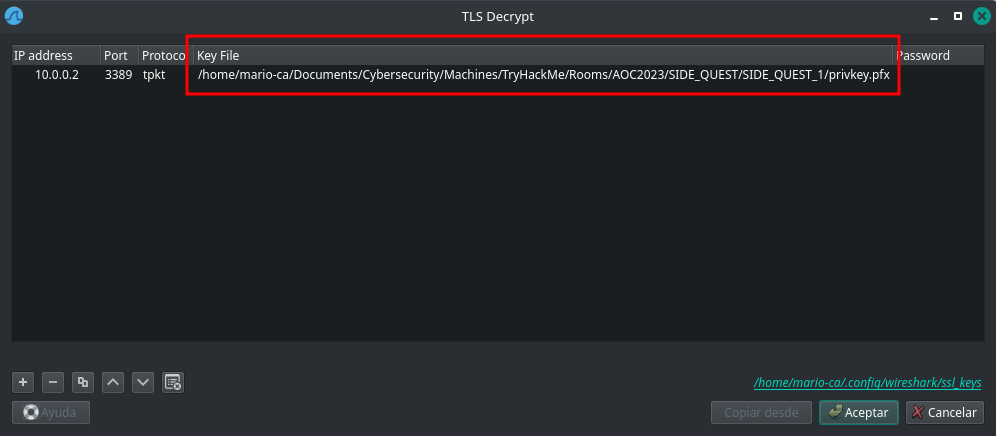 TLS Decrypt
IP address Port Protoco Key File Password
10.0.0.2 3389 tpkt /home/mario-ca/Documents/Cybersecurity/Machines/TryHackMe/Rooms/AOC2023/SIDE_QUEST/SIDE_QUEST_1/privkey.pfx
/home/mario-ca/.config/wireshark/ssl_keys
Ayuda Copiar desde Aceptar Cancelar